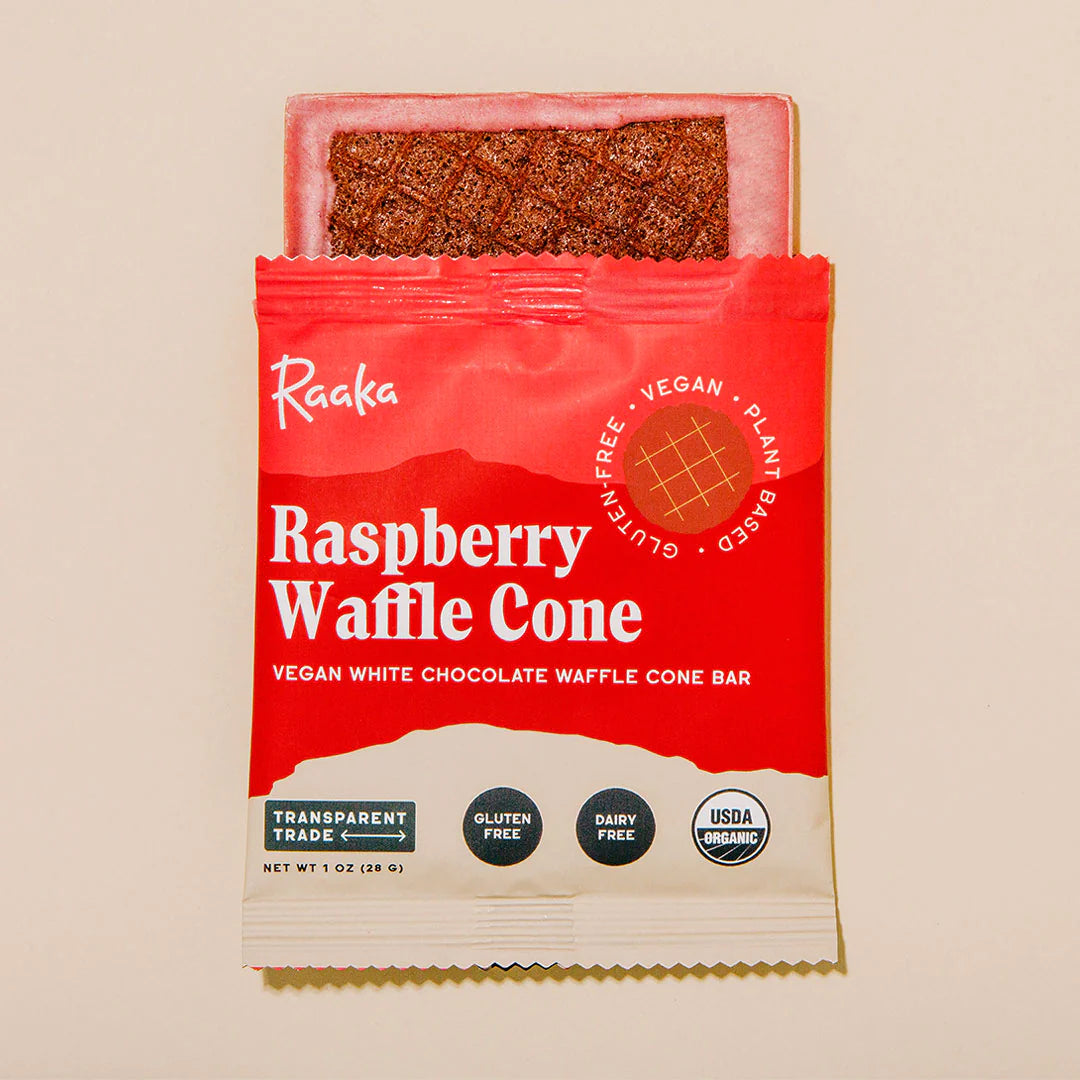 Raaka
GLUTEN-FREE • VEGAN • PLANT BASED •
Raspberry
Waffle Cone
VEGAN WHITE CHOCOLATE WAFFLE CONE BAR
TRANSPARENT
TRADE
GLUTEN
FREE
DAIRY
FREE
USDA
ORGANIC
NET WT 1 OZ (28 G)